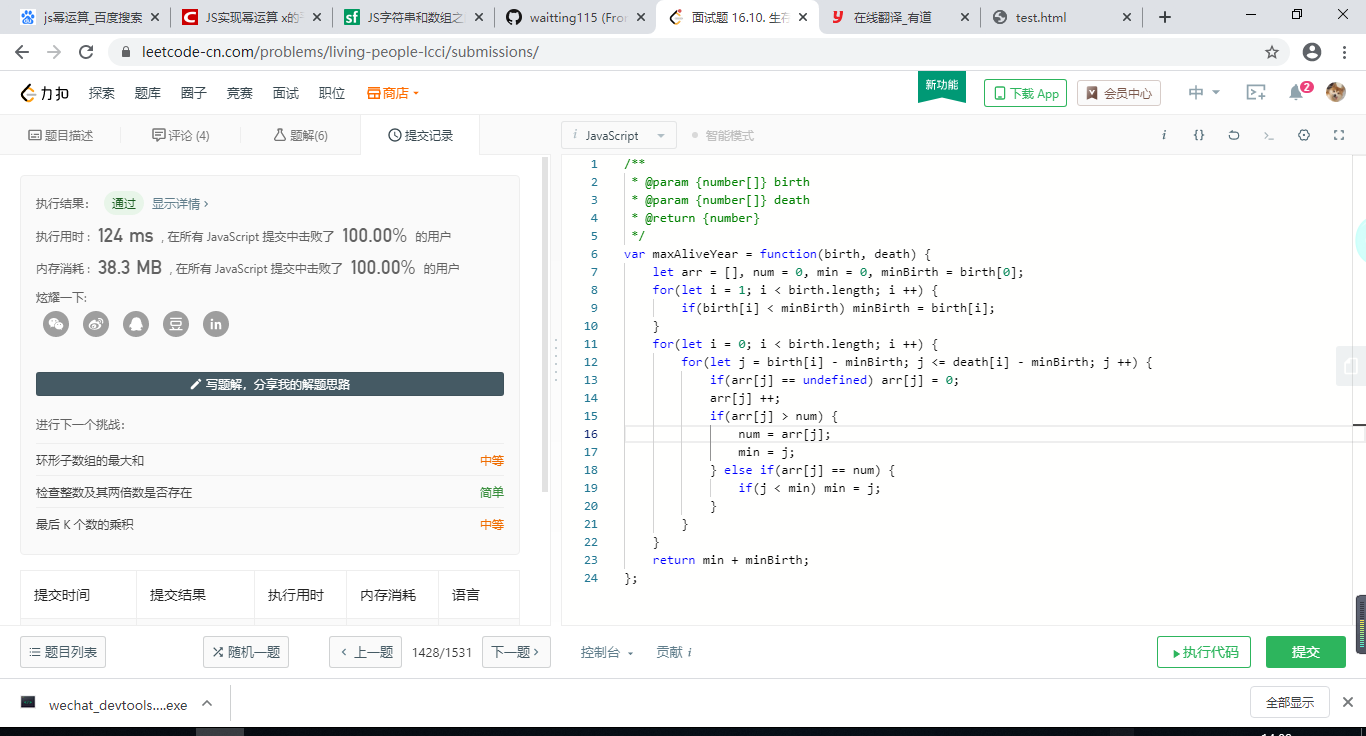 js幂运算_百度搜索
JS实现幂运算 x的
JS字符串和数组之
waitting115 (Fron
面试题 16.10. 生存
在线翻译_有道
test.html
leetcode-cn.com/problems/living-people-lcci/submissions/
力扣 探索 题库 圈子 竞赛 面试 职位 商店 新功能 下载 App 会员中心 中 2
题目描述 评论 (4) 题解(6) 提交记录
i JavaScript 智能模式
执行结果: 通过 显示详情 ›
执行用时 : 124 ms , 在所有 JavaScript 提交中击败了 100.00% 的用户
内存消耗 : 38.3 MB , 在所有 JavaScript 提交中击败了 100.00% 的用户
炫耀一下:
豆 in
写题解，分享我的解题思路
进行下一个挑战:
环形子数组的最大和 中等
检查整数及其两倍数是否存在 简单
最后 K 个数的乘积 中等
提交时间 提交结果 执行用时 内存消耗 语言
1 /**
2 * @param {number[]} birth
3 * @param {number[]} death
4 * @return {number}
5 */
6 var maxAliveYear = function(birth, death) {
7 let arr = [], num = 0, min = 0, minBirth = birth[0];
8 for(let i = 1; i < birth.length; i ++) {
9 if(birth[i] < minBirth) minBirth = birth[i];
10 }
11 for(let i = 0; i < birth.length; i ++) {
12 for(let j = birth[i] - minBirth; j <= death[i] - minBirth; j ++) {
13 if(arr[j] == undefined) arr[j] = 0;
14 arr[j] ++;
15 if(arr[j] > num) {
16 num = arr[j];
17 min = j;
18 } else if(arr[j] == num) {
19 if(j < min) min = j;
20 }
21 }
22 }
23 return min + minBirth;
24 };
题目列表 随机一题 ‹ 上一题 1428/1531 下一题 › 控制台 贡献 i 执行代码 提交
wechat_devtools....exe 全部显示